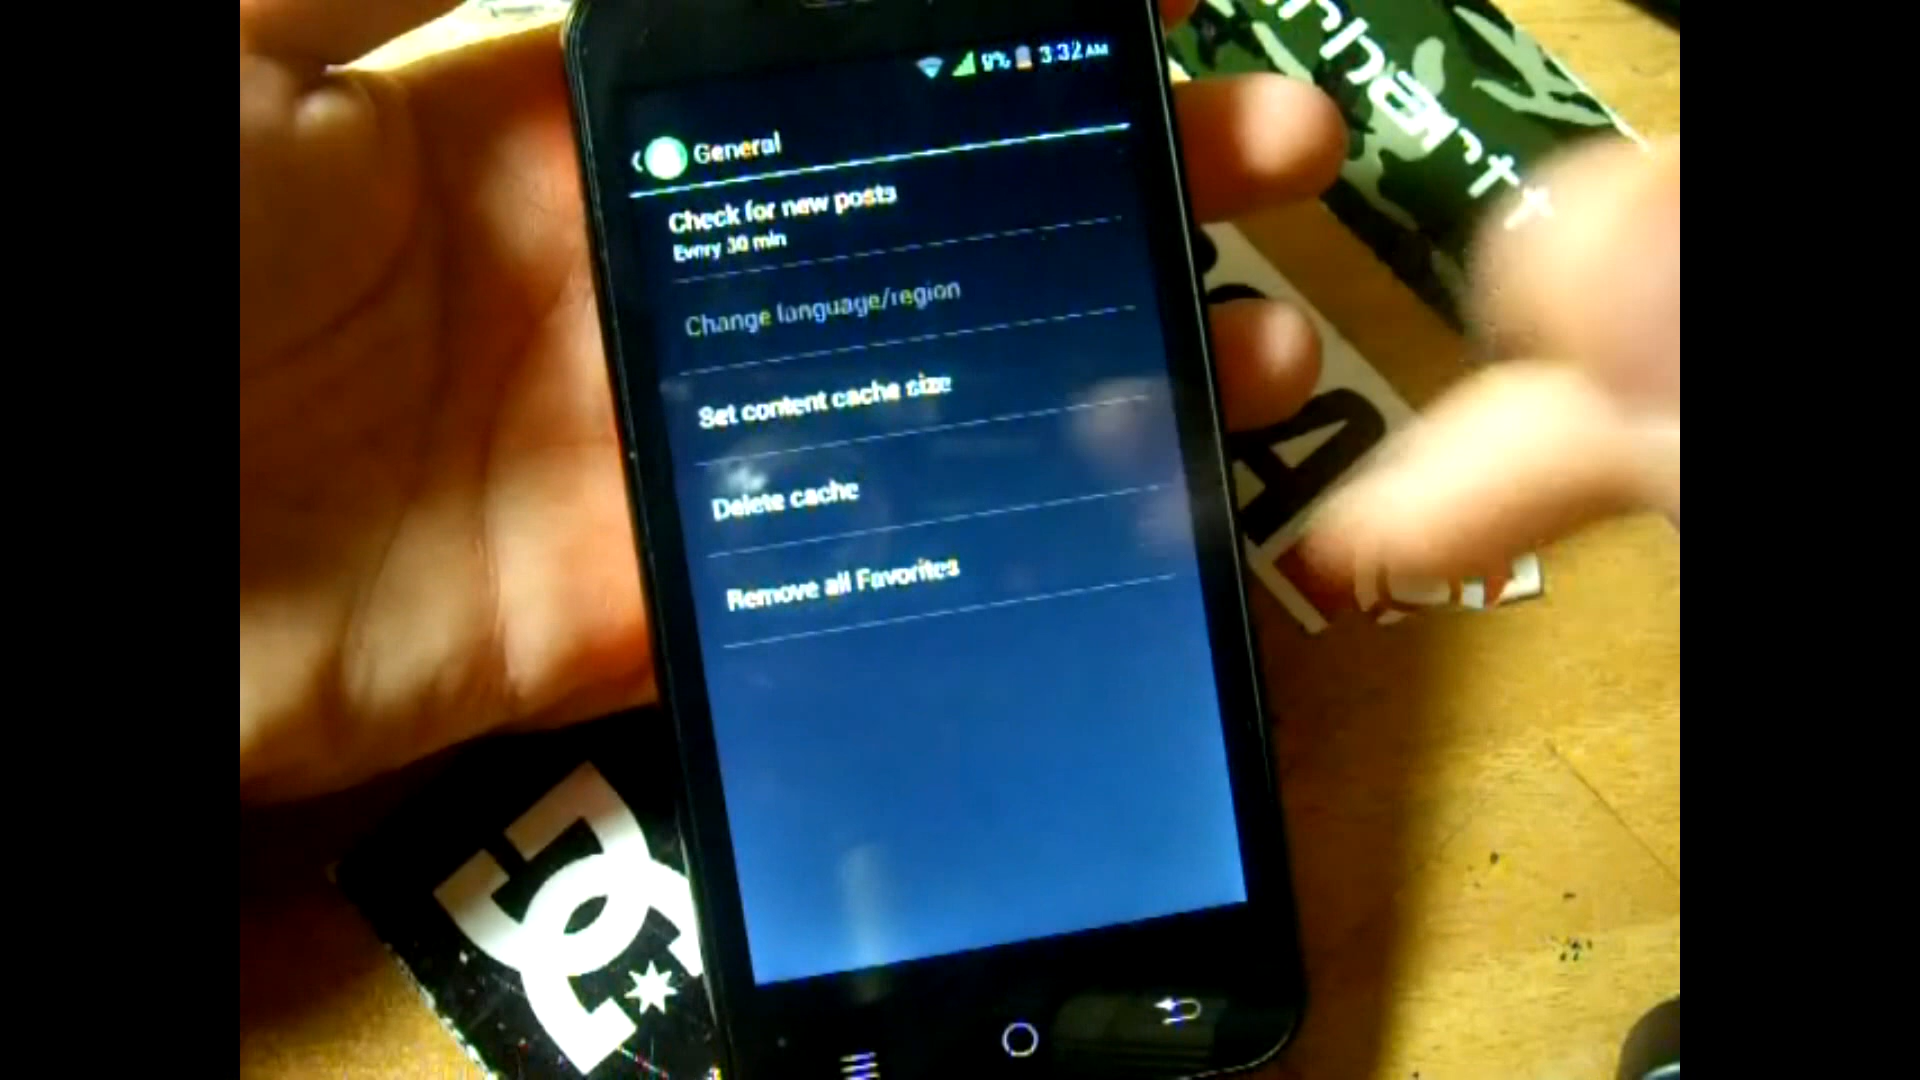 9% 3:32 AM
General
Check for new posts
Every 30 min
Change language/region
Set content cache size
Delete cache
Remove all Favorites